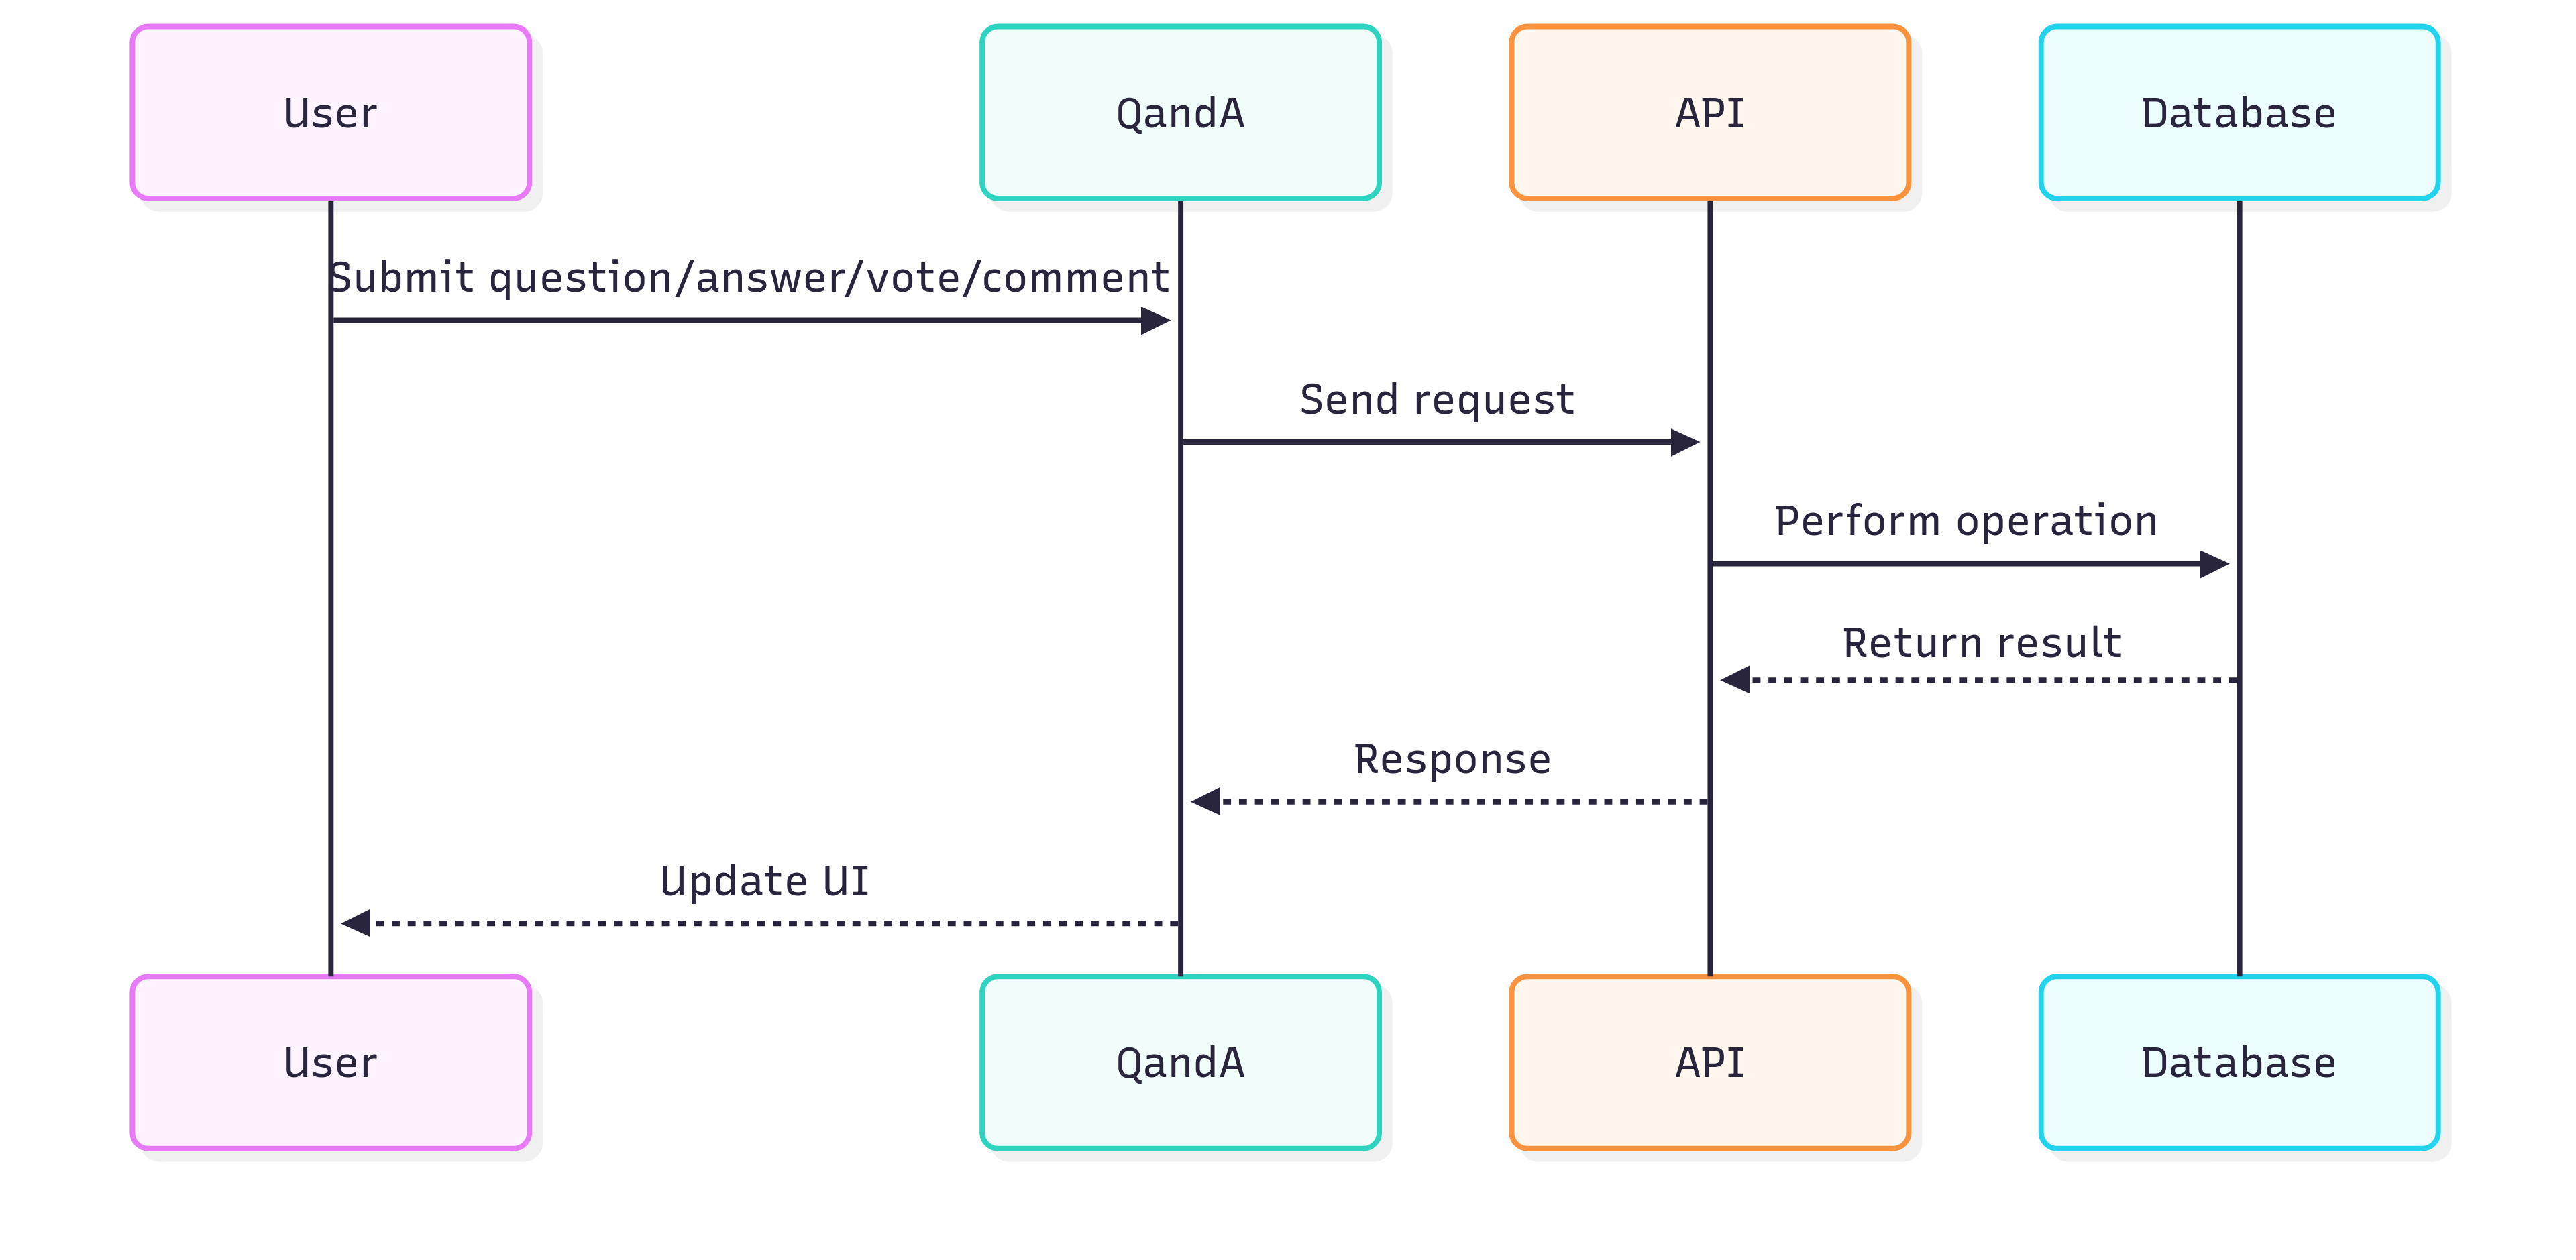 User
QandA
API
Database
Submit question/answer/vote/comment
Send request
Perform operation
Return result
Response
Update UI
User
QandA
API
Database